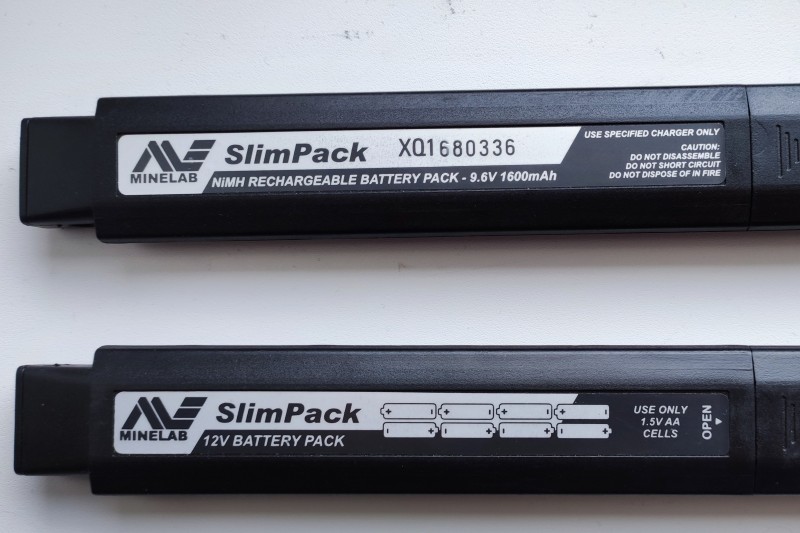 MINELAB
SlimPack XQ1680336
NiMH RECHARGEABLE BATTERY PACK - 9.6V 1600mAh
USE SPECIFIED CHARGER ONLY
CAUTION:
DO NOT DISASSEMBLE
DO NOT SHORT CIRCUIT
DO NOT DISPOSE OF IN FIRE
MINELAB
SlimPack
12V BATTERY PACK
USE ONLY
1.5V AA
CELLS
OPEN